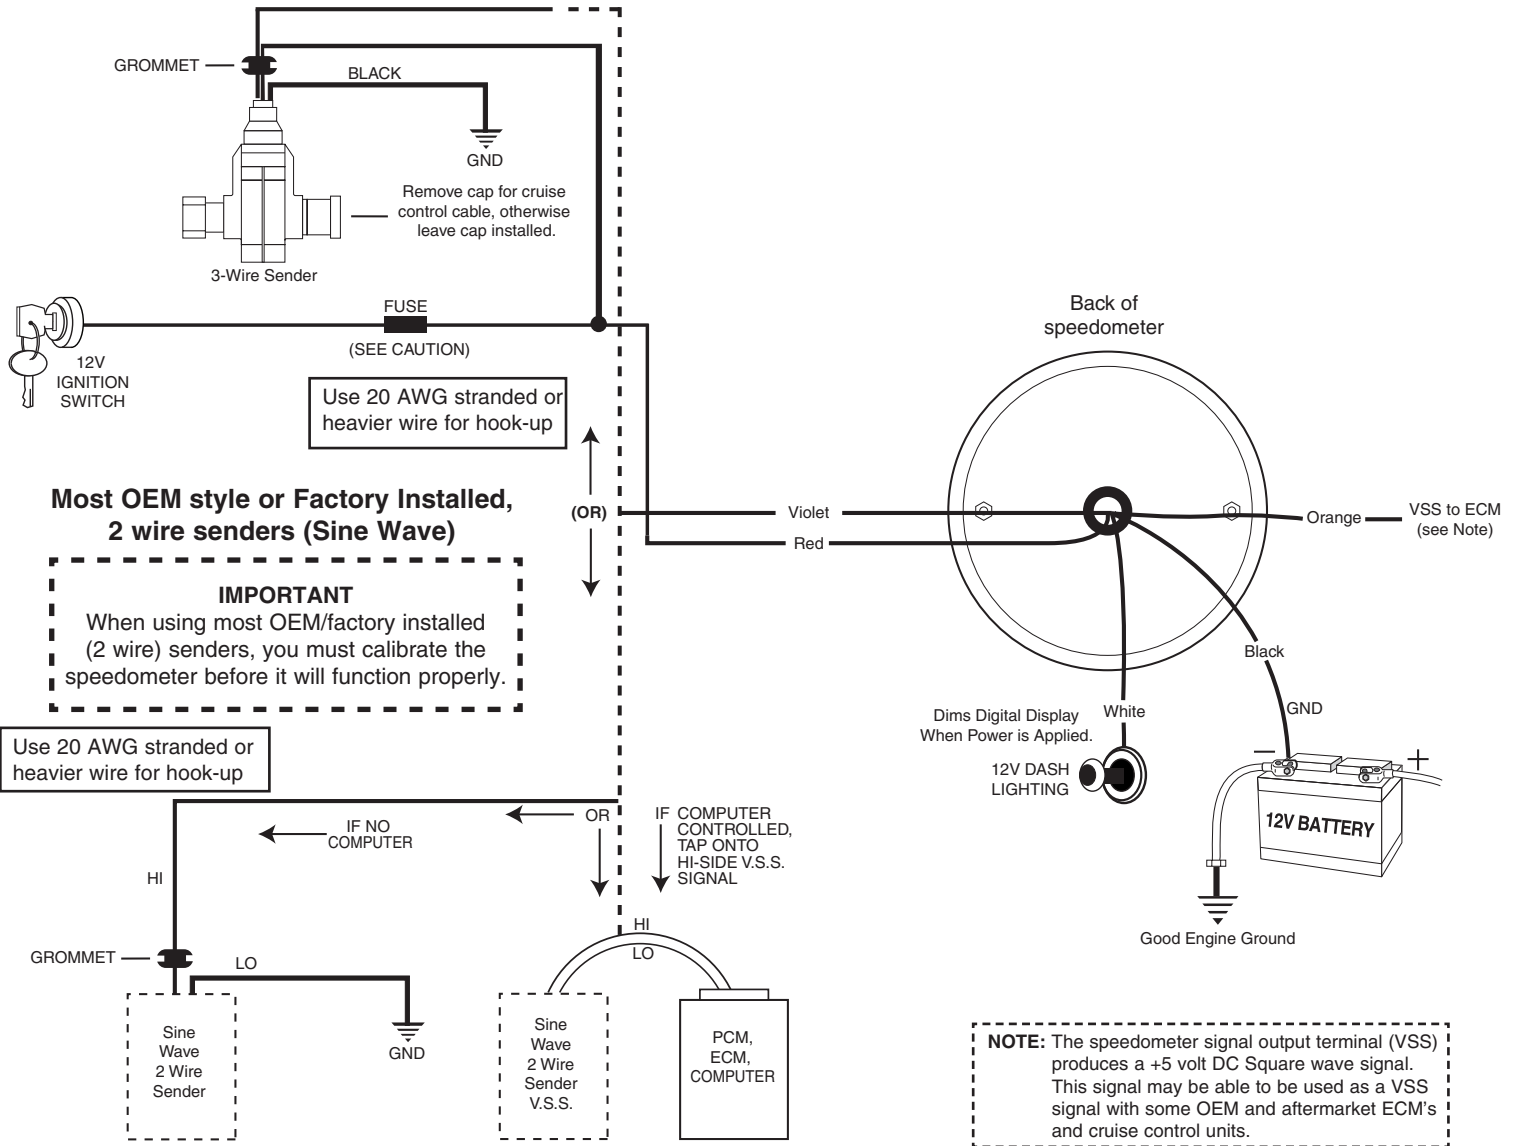 GROMMET
BLACK
GND
Remove cap for cruise
control cable, otherwise
leave cap installed.
3-Wire Sender
FUSE
(SEE CAUTION)
12V
IGNITION
SWITCH
Use 20 AWG stranded or
heavier wire for hook-up
Back of
speedometer
Most OEM style or Factory Installed,
2 wire senders (Sine Wave)
(OR)
Violet
Red
Orange
VSS to ECM
(see Note)
IMPORTANT
When using most OEM/factory installed
(2 wire) senders, you must calibrate the
speedometer before it will function properly.
Black
White
GND
Dims Digital Display
When Power is Applied.
12V DASH
LIGHTING
– +
12V BATTERY
Good Engine Ground
Use 20 AWG stranded or
heavier wire for hook-up
OR
IF NO
COMPUTER
IF COMPUTER
CONTROLLED,
TAP ONTO
HI-SIDE V.S.S.
SIGNAL
HI
GROMMET
LO
GND
HI
LO
Sine
Wave
2 Wire
Sender
Sine
Wave
2 Wire
Sender
V.S.S.
PCM,
ECM,
COMPUTER
NOTE: The speedometer signal output terminal (VSS)
produces a +5 volt DC Square wave signal.
This signal may be able to be used as a VSS
signal with some OEM and aftermarket ECM's
and cruise control units.